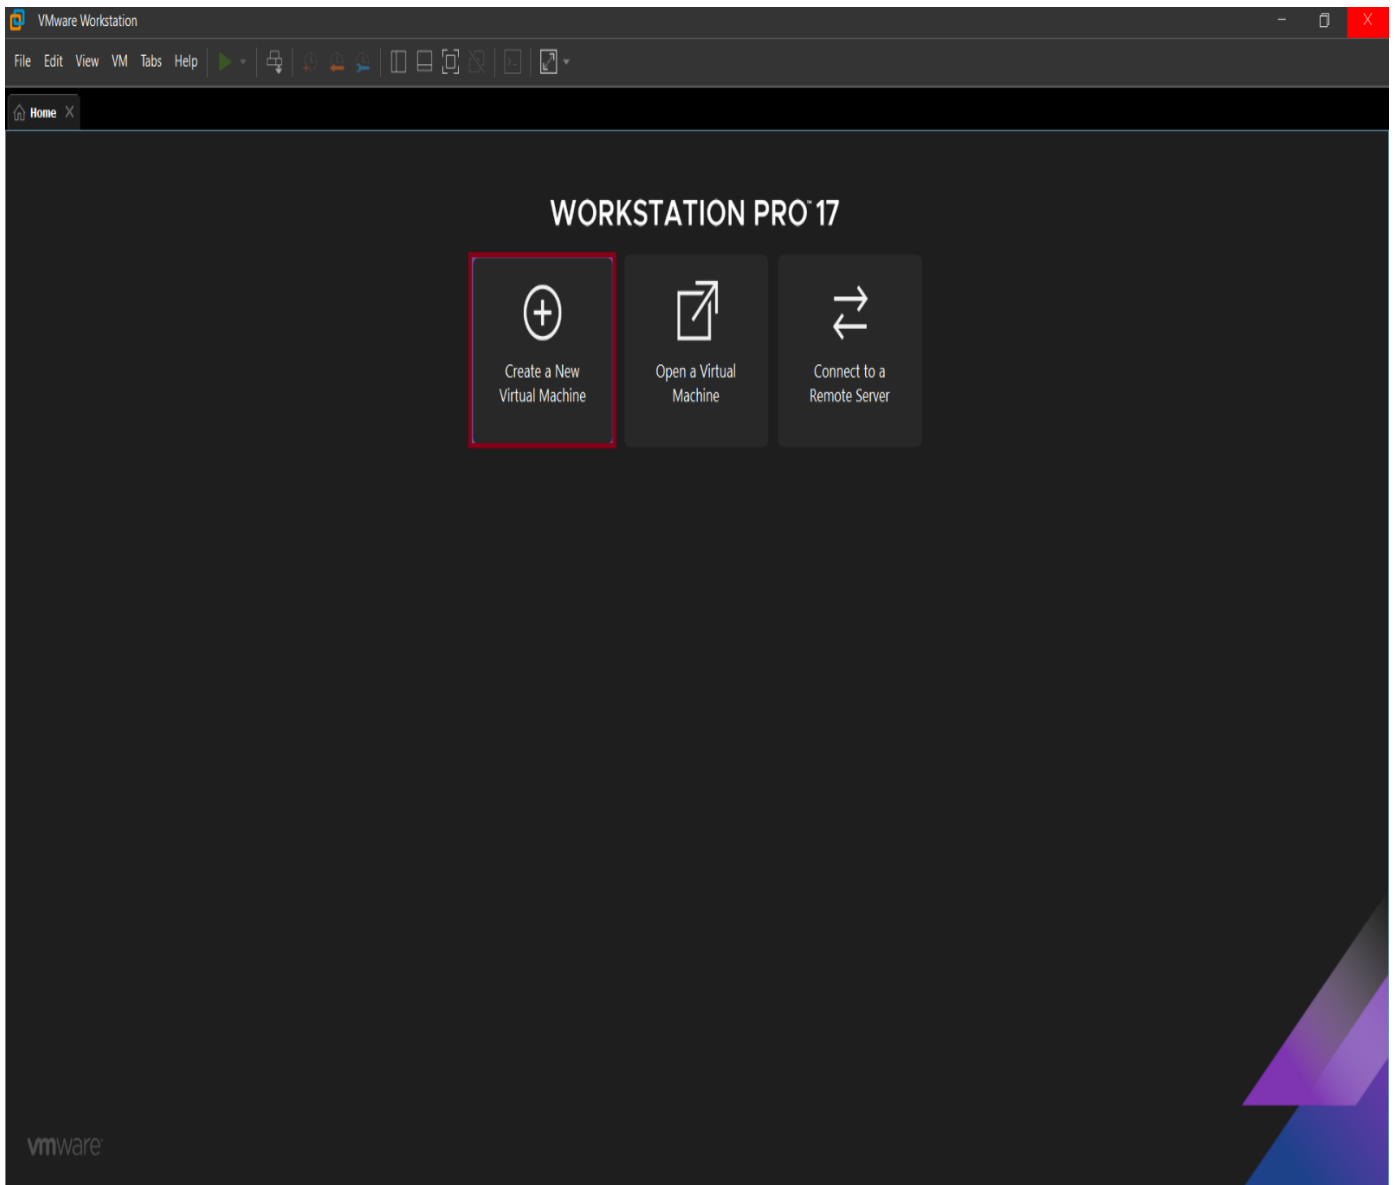 VMware Workstation
File Edit View VM Tabs Help
Home
WORKSTATION PRO™ 17
Create a New
Virtual Machine
Open a Virtual
Machine
Connect to a
Remote Server
vmware®